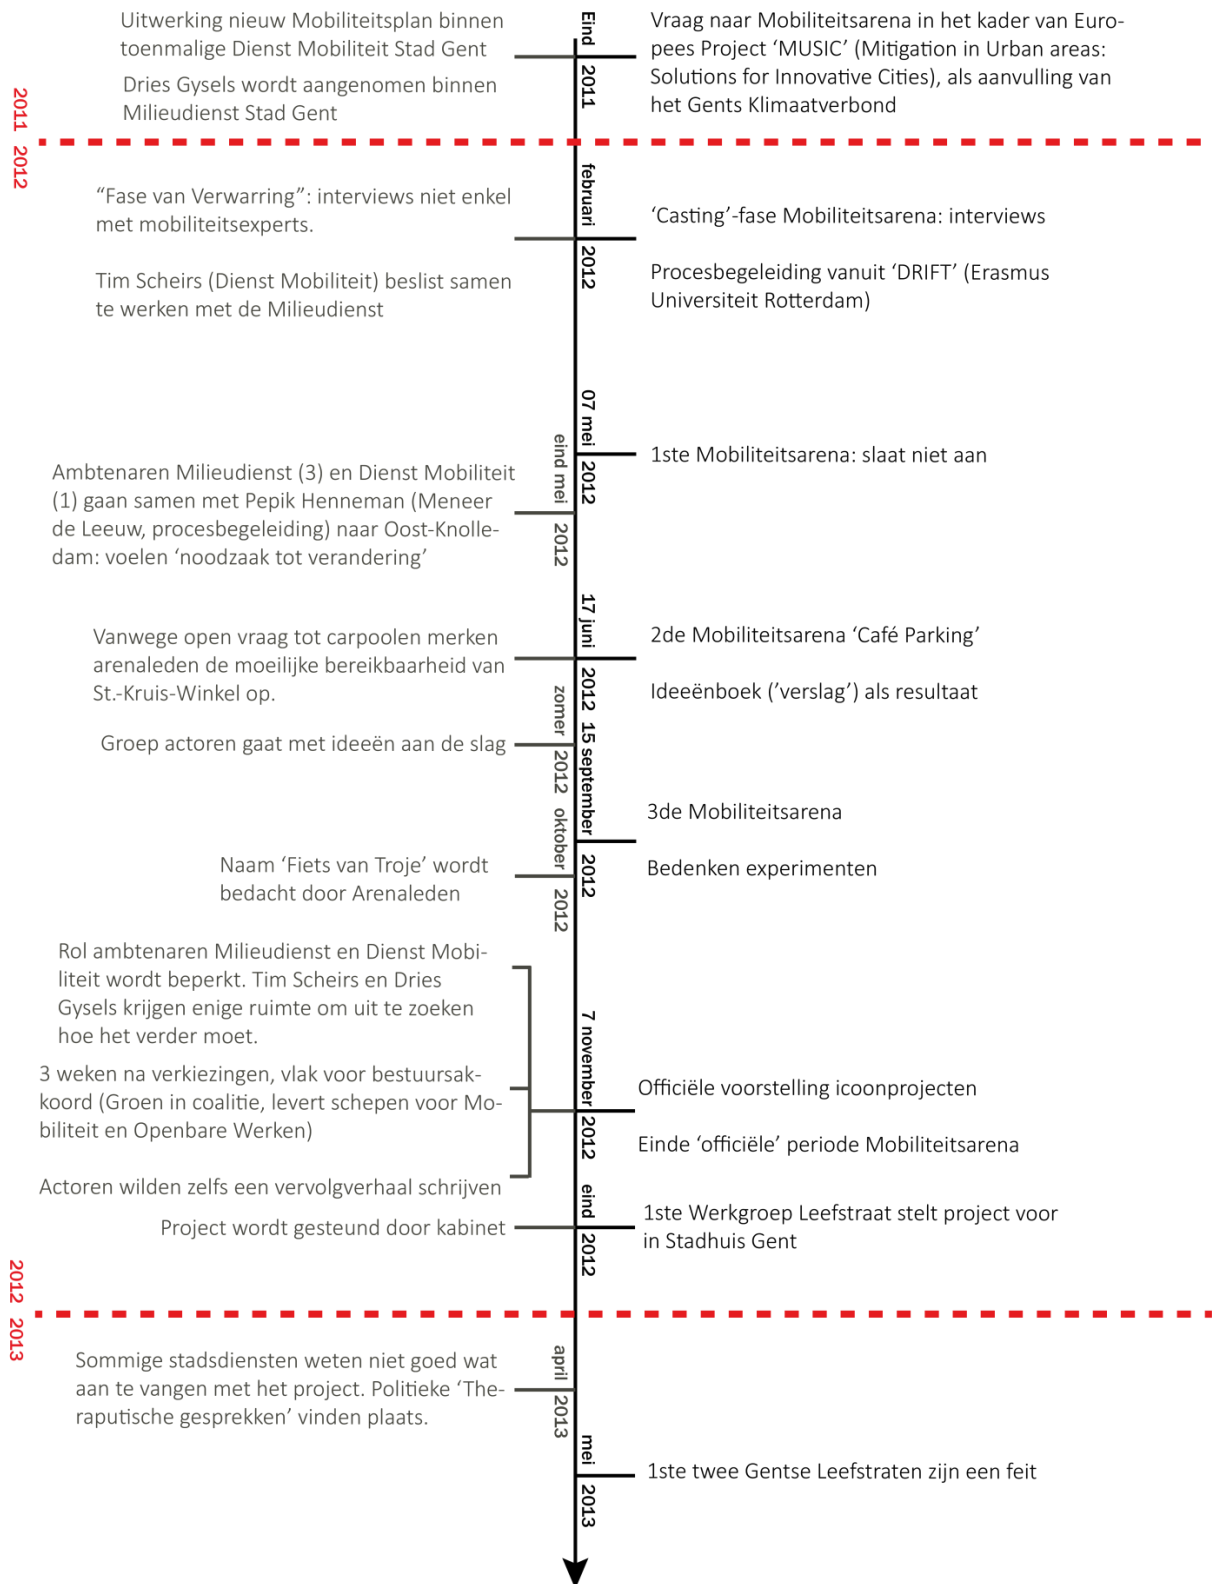 Uitwerking nieuw Mobiliteitsplan binnen
toenmalige Dienst Mobiliteit Stad Gent
Dries Gysels wordt aangenomen binnen
Milieudienst Stad Gent
Eind
2011
Vraag naar Mobiliteitsarena in het kader van Euro-
pees Project ‘MUSIC’ (Mitigation in Urban areas:
Solutions for Innovative Cities), als aanvulling van
het Gents Klimaatverbond
2011
2012
“Fase van Verwarring”: interviews niet enkel
met mobiliteitsexperts.
Tim Scheirs (Dienst Mobiliteit) beslist samen
te werken met de Milieudienst
februari
2012
‘Casting’-fase Mobiliteitsarena: interviews
Procesbegeleiding vanuit ‘DRIFT’ (Erasmus
Universiteit Rotterdam)
07 mei
2012
1ste Mobiliteitsarena: slaat niet aan
eind mei
2012
Ambtenaren Milieudienst (3) en Dienst Mobiliteit
(1) gaan samen met Pepik Henneman (Meneer
de Leeuw, procesbegeleiding) naar Oost-Knolle-
dam: voelen ‘noodzaak tot verandering’
17 juni
2012
Vanwege open vraag tot carpoolen merken
arenaleden de moeilijke bereikbaarheid van
St.-Kruis-Winkel op.
2de Mobiliteitsarena ‘Café Parking’
Ideeënboek (’verslag’) als resultaat
zomer
2012
Groep actoren gaat met ideeën aan de slag
15 september
2012
3de Mobiliteitsarena
Bedenken experimenten
oktober
2012
Naam ‘Fiets van Troje’ wordt
bedacht door Arenaleden
Rol ambtenaren Milieudienst en Dienst Mobi-
liteit wordt beperkt. Tim Scheirs en Dries
Gysels krijgen enige ruimte om uit te zoeken
hoe het verder moet.
3 weken na verkiezingen, vlak voor bestuursak-
koord (Groen in coalitie, levert schepen voor Mo-
biliteit en Openbare Werken)
Actoren wilden zelfs een vervolgverhaal schrijven
7 november
2012
Officiële voorstelling icoonprojecten
Einde ‘officiële’ periode Mobiliteitsarena
eind
2012
Project wordt gesteund door kabinet
1ste Werkgroep Leefstraat stelt project voor
in Stadhuis Gent
2012
2013
Sommige stadsdiensten weten niet goed wat
aan te vangen met het project. Politieke ‘The-
raputische gesprekken’ vinden plaats.
april
2013
mei
2013
1ste twee Gentse Leefstraten zijn een feit